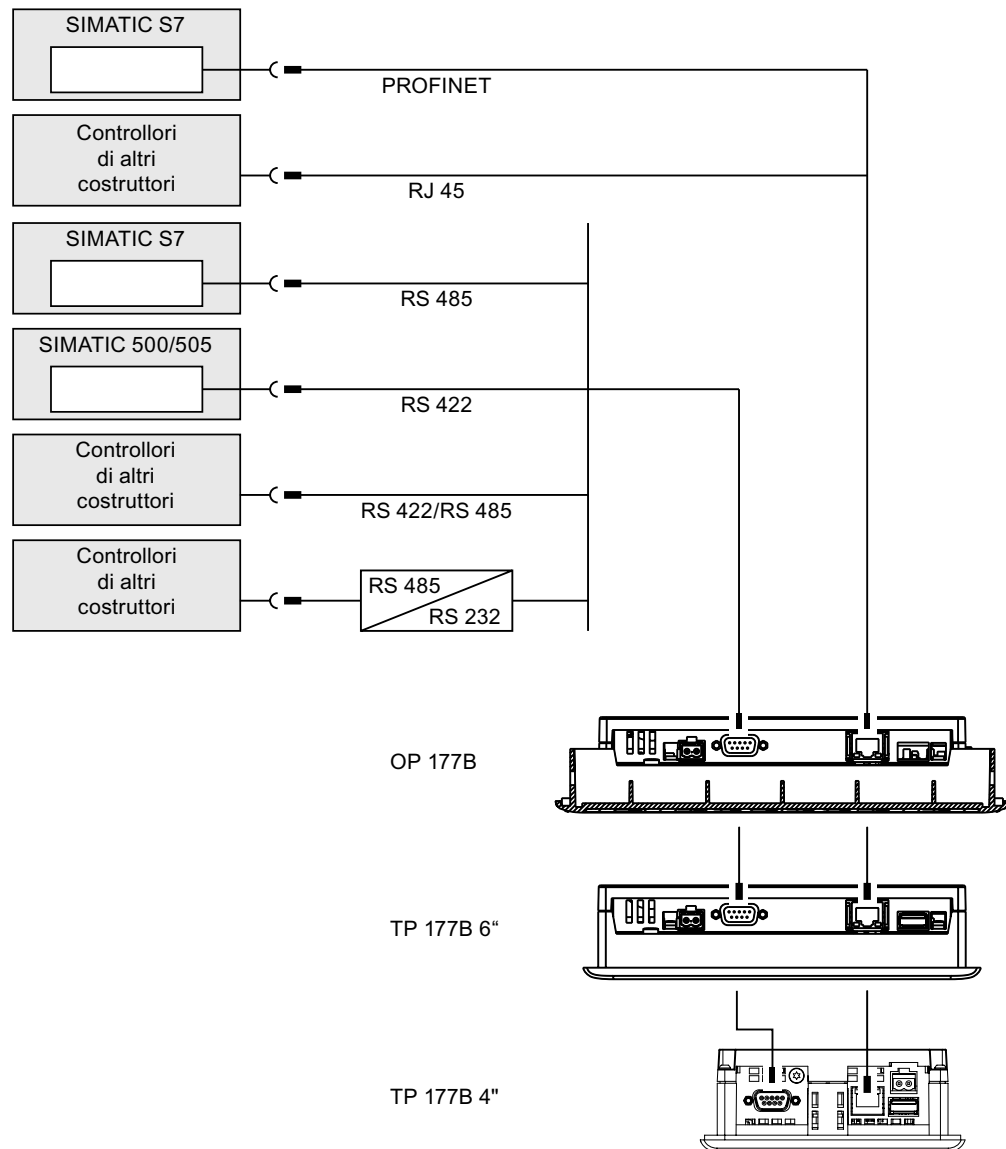 SIMATIC S7
PROFINET
Controllori
di altri
costruttori
RJ 45
SIMATIC S7
RS 485
SIMATIC 500/505
RS 422
Controllori
di altri
costruttori
RS 422/RS 485
Controllori
di altri
costruttori
RS 485
RS 232
OP 177B
TP 177B 6“
TP 177B 4"